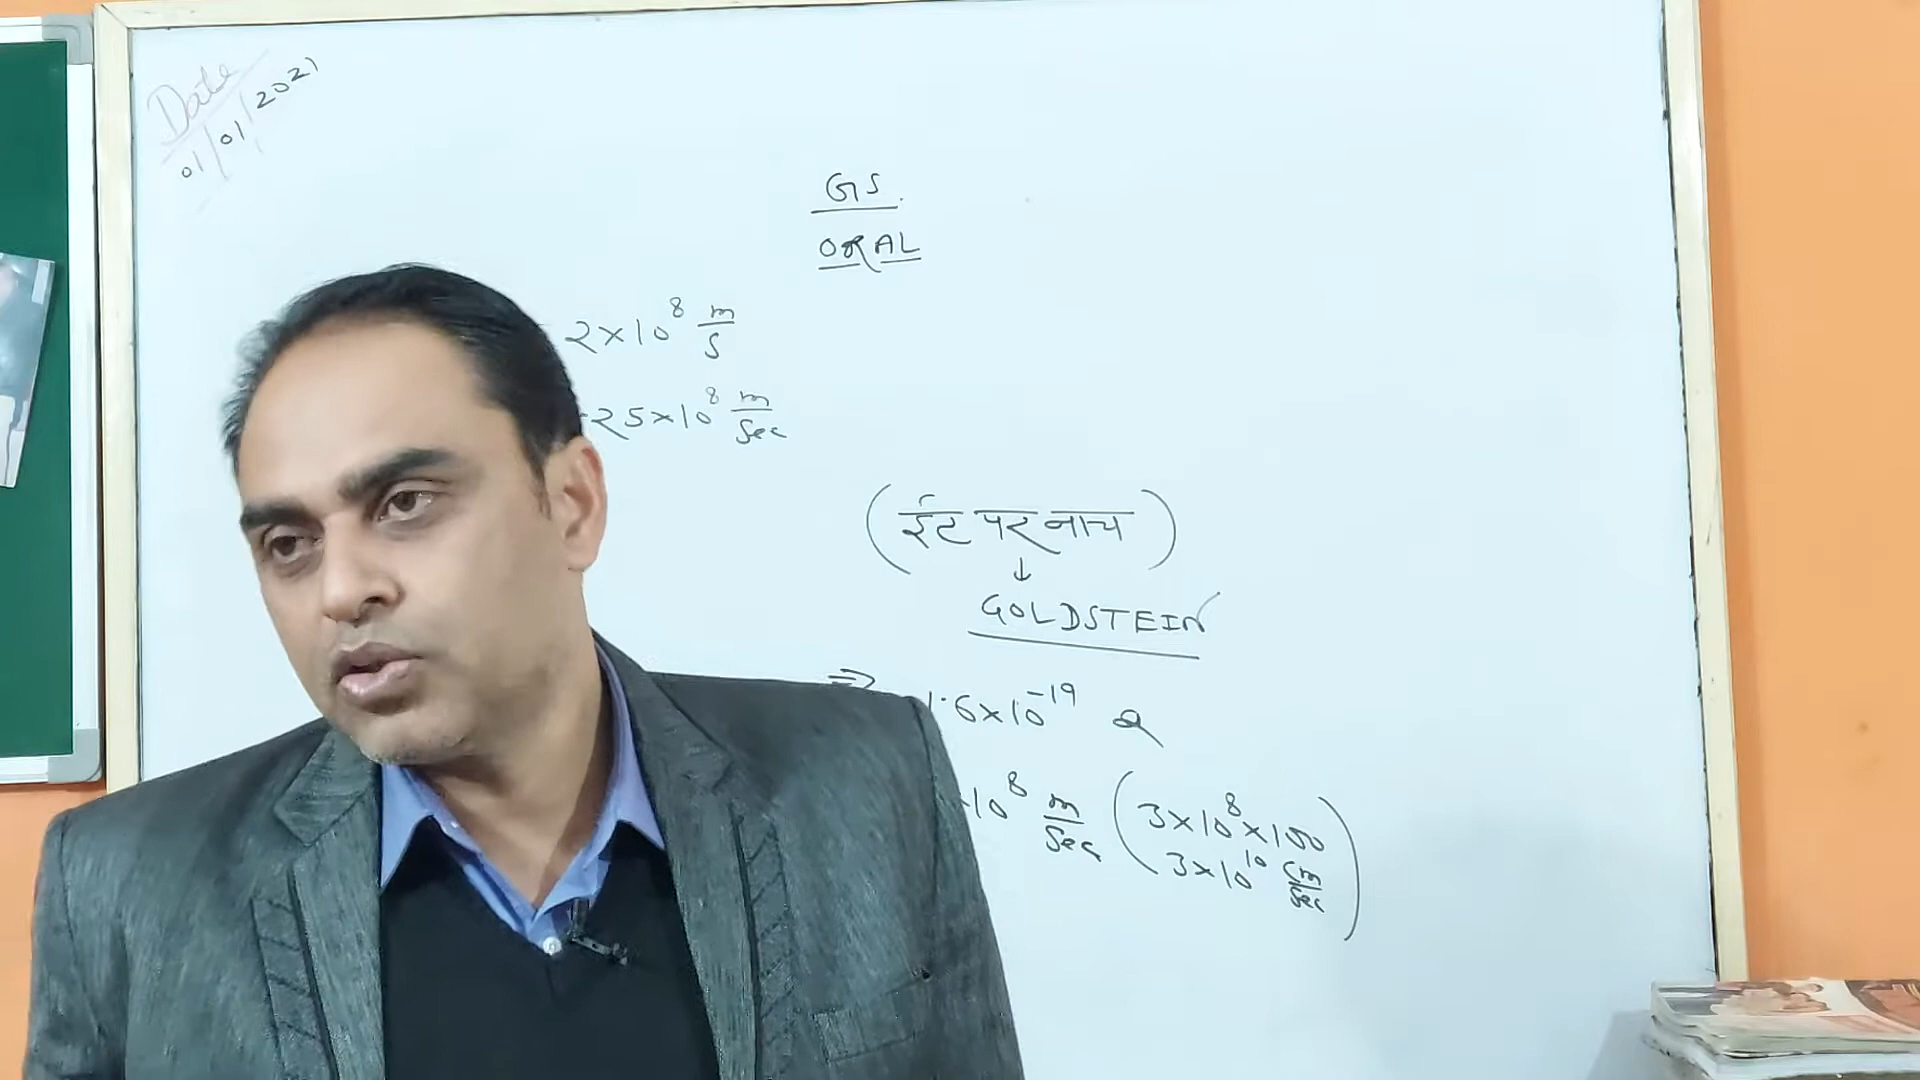 Date
01/01/2021
GS.
ORAL
2×10⁸ m/s
25×10⁸ m/Sec
(ईंट पर नाच)
↓
GOLDSTEIN
⇒ 1.6×10⁻¹⁹
10⁸ m/Sec (3×10⁸×100
3×10¹⁰ cm/Sec)